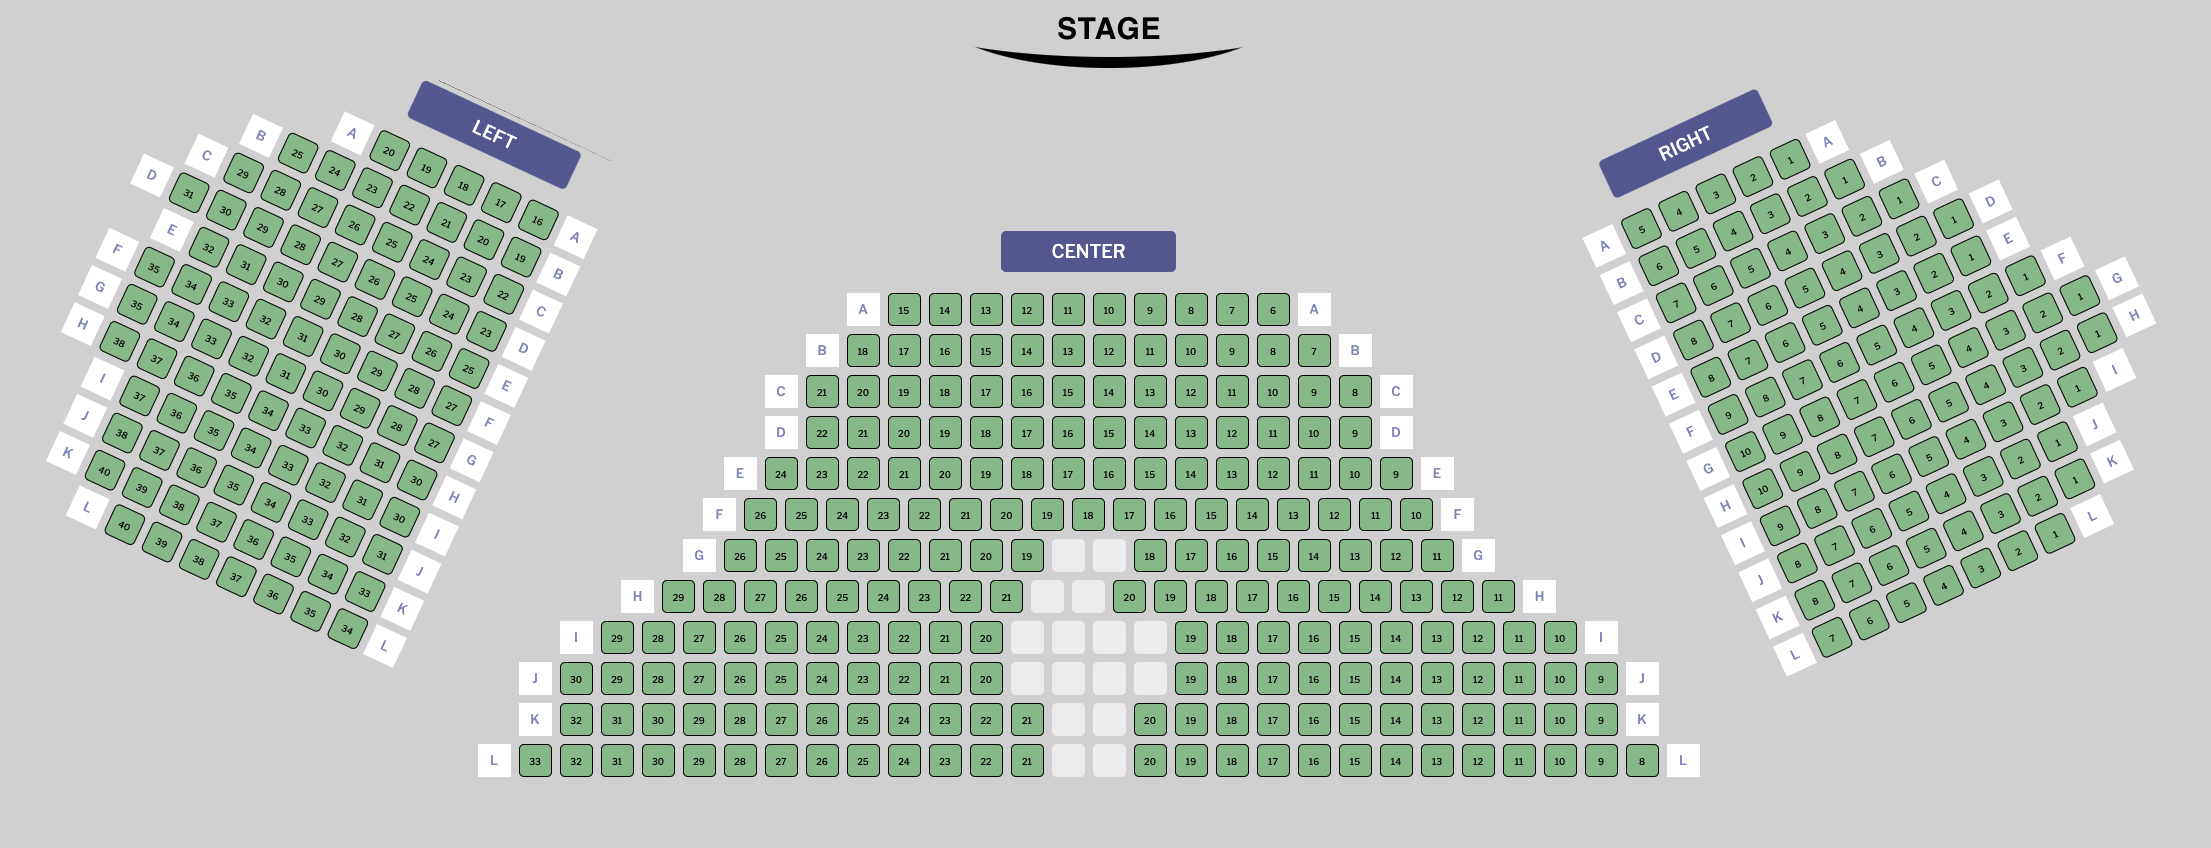 STAGE
LEFT
A 20 19 18 17 16 A
B 25 24 23 22 21 20 19 B
C 29 28 27 26 25 24 23 22 C
D 31 30 29 28 27 26 25 24 23 D
E 32 31 30 29 28 27 26 25 E
F 35 34 33 32 31 30 29 28 27 F
G 35 34 33 32 31 30 29 28 27 G
H 38 37 36 35 34 33 32 31 30 H
I 37 36 35 34 33 32 31 30 I
J 38 37 36 35 34 33 32 31 J
K 40 39 38 37 36 35 34 33 K
L 40 39 38 37 36 35 34 L
CENTER
A 15 14 13 12 11 10 9 8 7 6 A
B 18 17 16 15 14 13 12 11 10 9 8 7 B
C 21 20 19 18 17 16 15 14 13 12 11 10 9 8 C
D 22 21 20 19 18 17 16 15 14 13 12 11 10 9 D
E 24 23 22 21 20 19 18 17 16 15 14 13 12 11 10 9 E
F 26 25 24 23 22 21 20 19 18 17 16 15 14 13 12 11 10 F
G 26 25 24 23 22 21 20 19 18 17 16 15 14 13 12 11 G
H 29 28 27 26 25 24 23 22 21 20 19 18 17 16 15 14 13 12 11 H
I 29 28 27 26 25 24 23 22 21 20 19 18 17 16 15 14 13 12 11 10 I
J 30 29 28 27 26 25 24 23 22 21 20 19 18 17 16 15 14 13 12 11 10 9 J
K 32 31 30 29 28 27 26 25 24 23 22 21 20 19 18 17 16 15 14 13 12 11 10 9 K
L 33 32 31 30 29 28 27 26 25 24 23 22 21 20 19 18 17 16 15 14 13 12 11 10 9 8 L
RIGHT
A 5 4 3 2 1 A
B 6 5 4 3 2 1 B
C 7 6 5 4 3 2 1 C
D 8 7 6 5 4 3 2 1 D
E 8 7 6 5 4 3 2 1 E
F 9 8 7 6 5 4 3 2 1 F
G 10 9 8 7 6 5 4 3 2 1 G
H 10 9 8 7 6 5 4 3 2 1 H
I 9 8 7 6 5 4 3 2 1 I
J 8 7 6 5 4 3 2 1 J
K 8 7 6 5 4 3 2 1 K
L 7 6 5 4 3 2 1 L